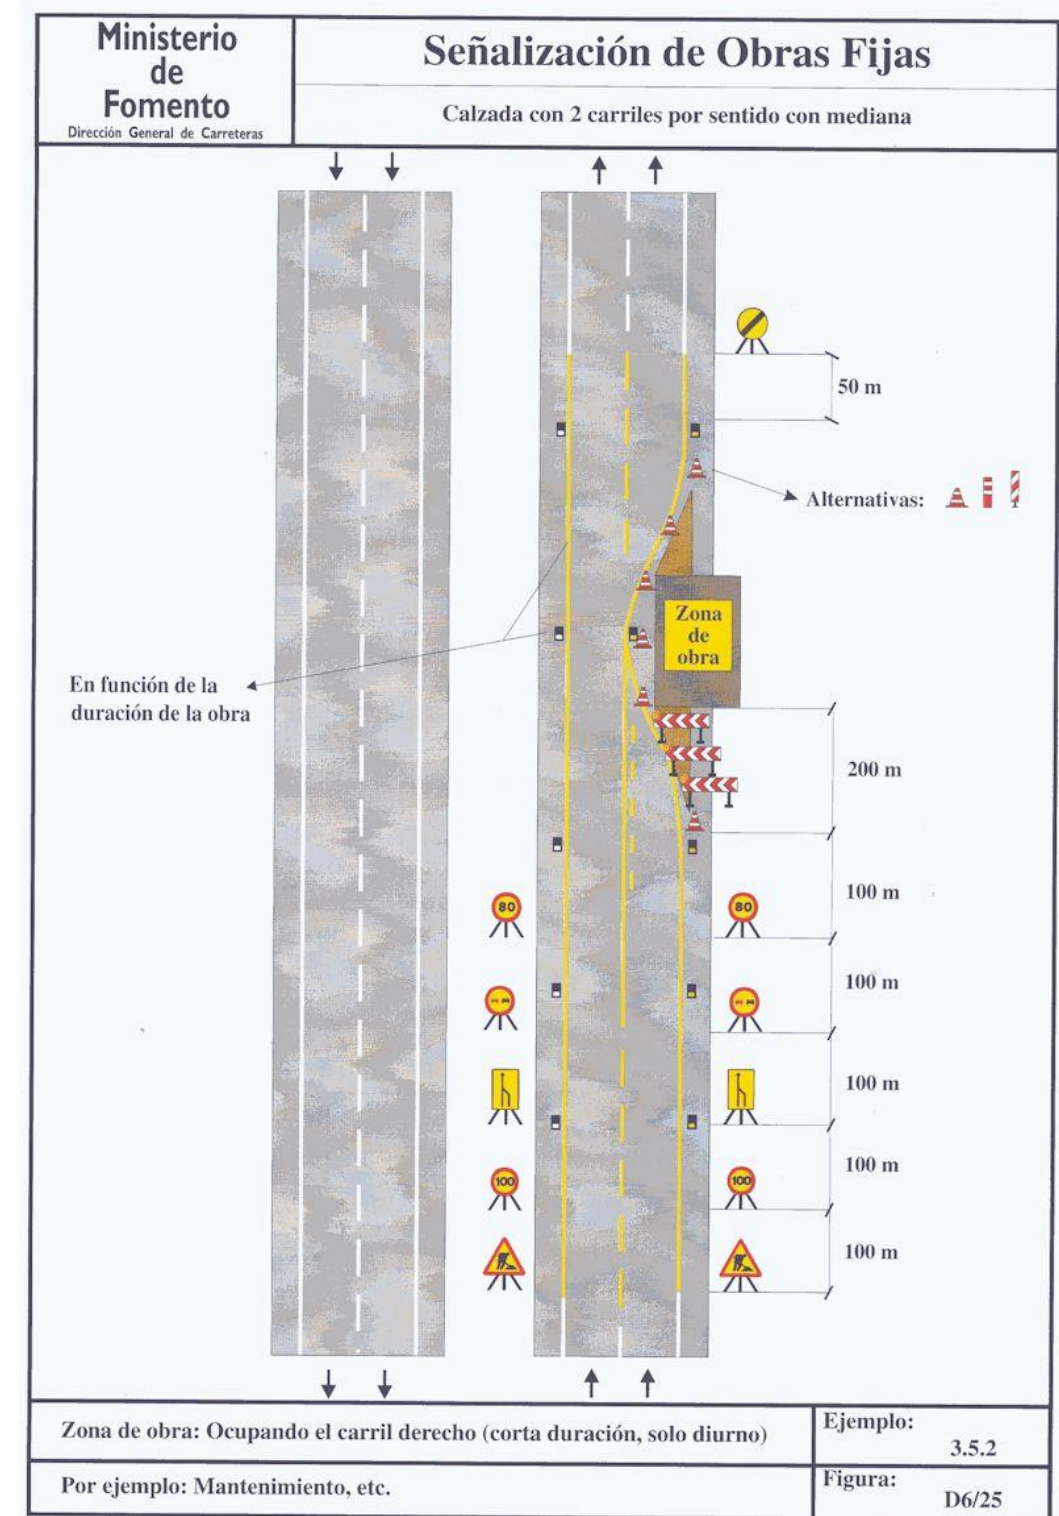 Ministerio
de
Fomento
Dirección General de Carreteras
Señalización de Obras Fijas
Calzada con 2 carriles por sentido con mediana
50 m
Alternativas:
Zona
de
obra
En función de la
duración de la obra
200 m
100 m
80
80
100 m
100 m
100 m
100
100
100 m
Zona de obra: Ocupando el carril derecho (corta duración, solo diurno)
Ejemplo:
3.5.2
Por ejemplo: Mantenimiento, etc.
Figura:
D6/25